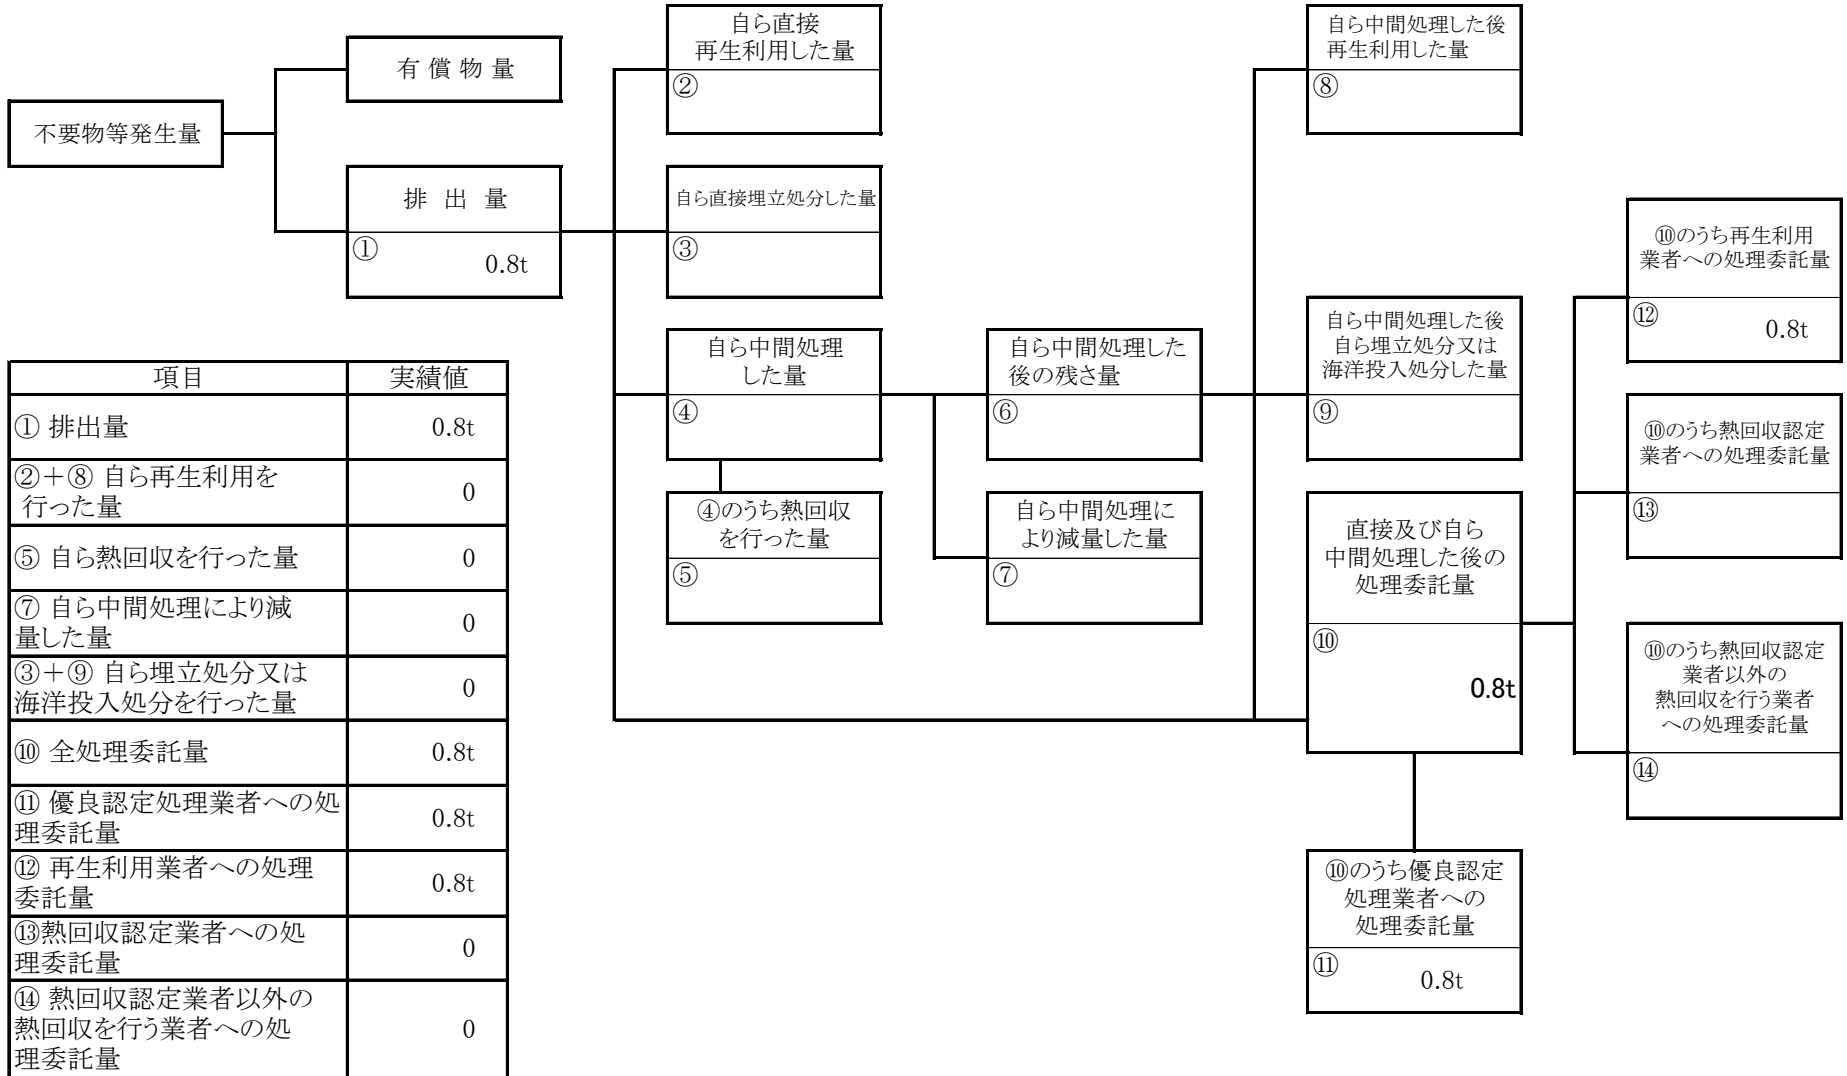 不要物等発生量
有 償 物 量
排 出 量
①
0.8t
自ら直接
再生利用した量
②
自ら直接埋立処分した量
③
自ら中間処理
した量
④
④のうち熱回収
を行った量
⑤
自ら中間処理した
後の残さ量
⑥
自ら中間処理に
より減量した量
⑦
自ら中間処理した後
再生利用した量
⑧
自ら中間処理した後
自ら埋立処分又は
海洋投入処分した量
⑨
直接及び自ら
中間処理した後の
処理委託量
⑩
0.8t
⑩のうち優良認定
処理業者への
処理委託量
⑪
0.8t
⑩のうち再生利用
業者への処理委託量
⑫
0.8t
⑩のうち熱回収認定
業者への処理委託量
⑬
⑩のうち熱回収認定
業者以外の
熱回収を行う業者
への処理委託量
⑭
項目 実績値
① 排出量 0.8t
②+⑧ 自ら再生利用を
行った量 0
⑤ 自ら熱回収を行った量 0
⑦ 自ら中間処理により減
量した量 0
③+⑨ 自ら埋立処分又は
海洋投入処分を行った量 0
⑩ 全処理委託量 0.8t
⑪ 優良認定処理業者への処
理委託量 0.8t
⑫ 再生利用業者への処理
委託量 0.8t
⑬熱回収認定業者への処
理委託量 0
⑭ 熱回収認定業者以外の
熱回収を行う業者への処
理委託量 0